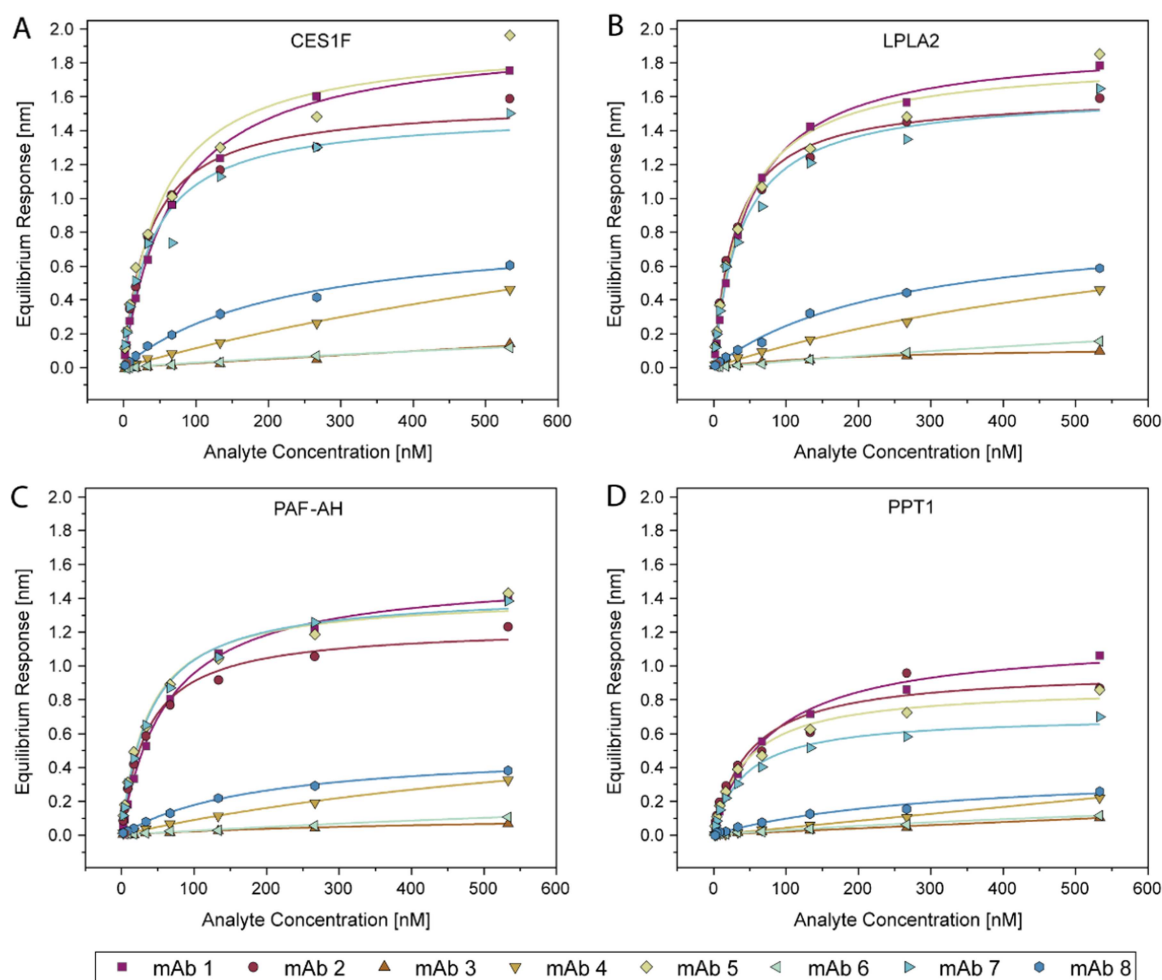 A
CES1F
2.0
1.8
1.6
1.4
1.2
1.0
0.8
0.6
0.4
0.2
0.0
Equilibrium Response [nm]
0 100 200 300 400 500 600
Analyte Concentration [nM]
B
LPLA2
2.0
1.8
1.6
1.4
1.2
1.0
0.8
0.6
0.4
0.2
0.0
Equilibrium Response [nm]
0 100 200 300 400 500 600
Analyte Concentration [nM]
C
PAF-AH
2.0
1.8
1.6
1.4
1.2
1.0
0.8
0.6
0.4
0.2
0.0
Equilibrium Response [nm]
0 100 200 300 400 500 600
Analyte Concentration [nM]
D
PPT1
2.0
1.8
1.6
1.4
1.2
1.0
0.8
0.6
0.4
0.2
0.0
Equilibrium Response [nm]
0 100 200 300 400 500 600
Analyte Concentration [nM]
mAb 1 mAb 2 mAb 3 mAb 4 mAb 5 mAb 6 mAb 7 mAb 8